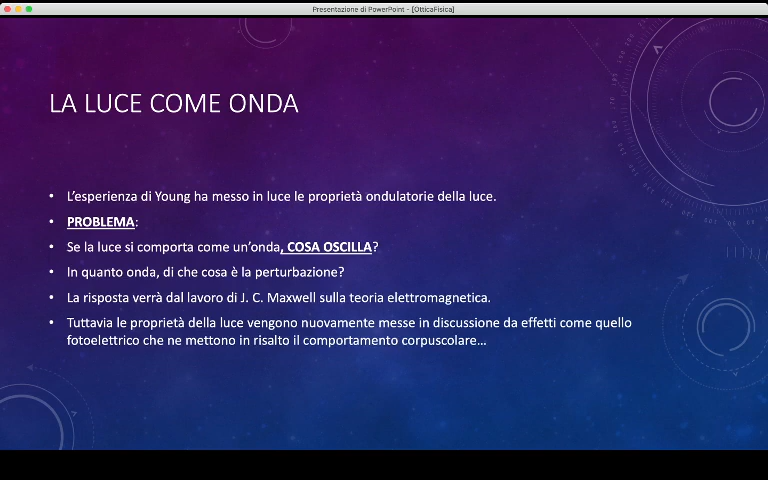 Presentazione di PowerPoint - [OtticaFisica]
LA LUCE COME ONDA
• L'esperienza di Young ha messo in luce le proprietà ondulatorie della luce.
• PROBLEMA:
• Se la luce si comporta come un'onda, COSA OSCILLA?
• In quanto onda, di che cosa è la perturbazione?
• La risposta verrà dal lavoro di J. C. Maxwell sulla teoria elettromagnetica.
• Tuttavia le proprietà della luce vengono nuovamente messe in discussione da effetti come quello
fotoelettrico che ne mettono in risalto il comportamento corpuscolare…